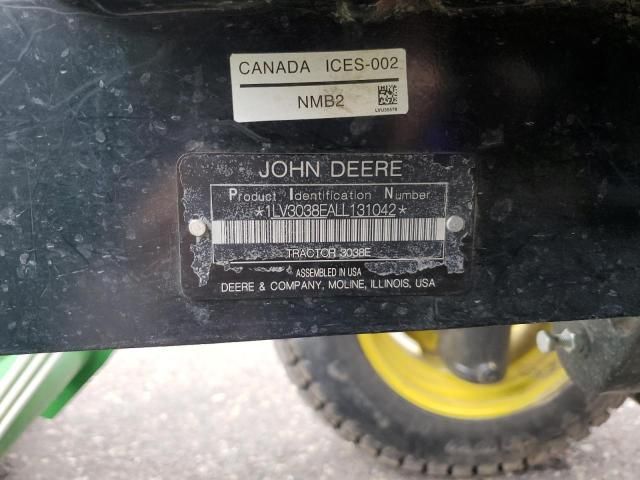 CANADA ICES-002
NMB2
JOHN DEERE
Product Identification Number
*1LV3038EALL131042*
TRACTOR 3038E
ASSEMBLED IN USA
DEERE & COMPANY, MOLINE, ILLINOIS, USA